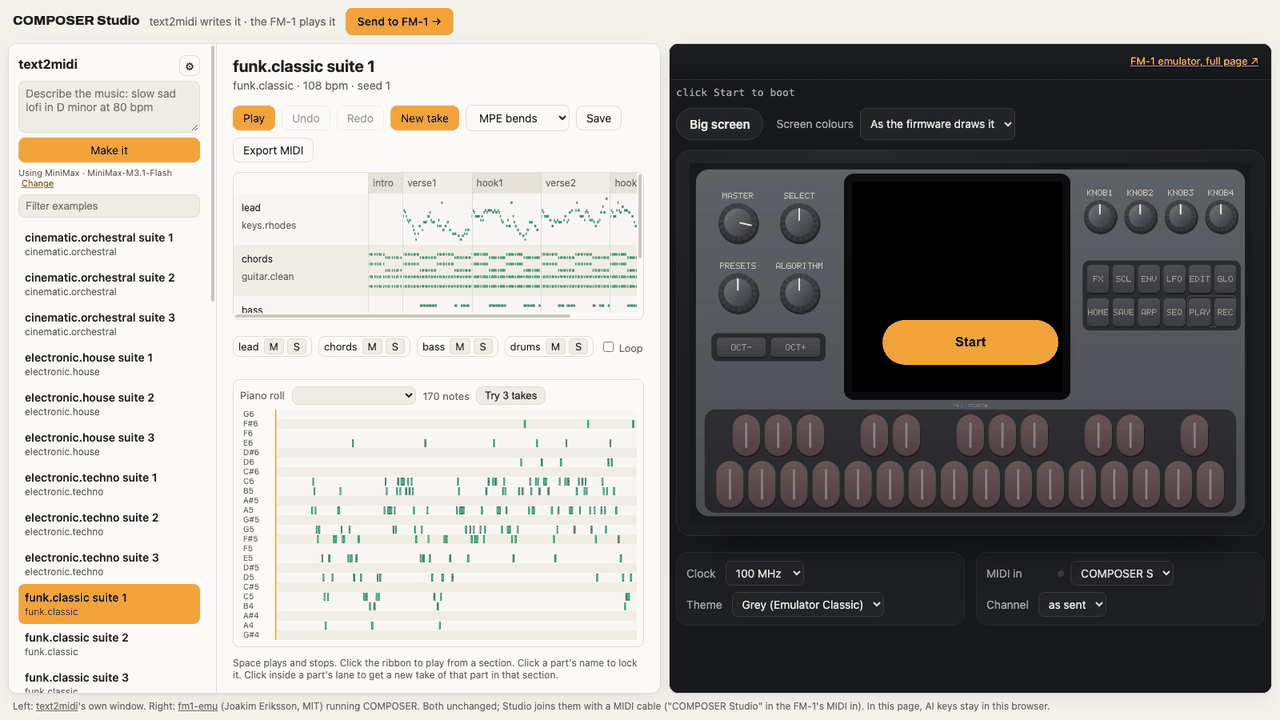 COMPOSER Studio text2midi writes it · the FM-1 plays it Send to FM-1 →
text2midi
⚙
Describe the music: slow sad
lofi in D minor at 80 bpm
Make it
Using MiniMax · MiniMax-M3.1-Flash
Change
Filter examples
cinematic.orchestral suite 1
cinematic.orchestral
cinematic.orchestral suite 2
cinematic.orchestral
cinematic.orchestral suite 3
cinematic.orchestral
electronic.house suite 1
electronic.house
electronic.house suite 2
electronic.house
electronic.house suite 3
electronic.house
electronic.techno suite 1
electronic.techno
electronic.techno suite 2
electronic.techno
electronic.techno suite 3
electronic.techno
funk.classic suite 1
funk.classic
funk.classic suite 2
funk.classic
funk.classic suite 3
funk.classic
funk.classic suite 1
funk.classic · 108 bpm · seed 1
Play Undo Redo New take MPE bends Save
Export MIDI
intro verse1 hook1 verse2 hook
lead
keys.rhodes
chords
guitar.clean
bass
lead M S chords M S bass M S drums M S Loop
Piano roll 170 notes Try 3 takes
G6
F#6
F6
E6
D#6
D6
C#6
C6
B5
A#5
A5
G#5
G5
F#5
F5
E5
D#5
D5
C#5
C5
B4
A#4
A4
G#4
Space plays and stops. Click the ribbon to play from a section. Click a part's name to lock
it. Click inside a part's lane to get a new take of that part in that section.
FM-1 emulator, full page ↗
click Start to boot
Big screen Screen colours As the firmware draws it
MASTER SELECT
PRESETS ALGORITHM
OCT- OCT+
Start
KNOB1 KNOB2 KNOB3 KNOB4
FX SCL ENV LFO EDIT GLO
HOME SAVE ARP SEQ PLAY REC
Clock 100 MHz
Theme Grey (Emulator Classic)
MIDI in COMPOSER S
Channel as sent
Left: text2midi's own window. Right: fm1-emu (Joakim Eriksson, MIT) running COMPOSER. Both unchanged; Studio joins them with a MIDI cable ("COMPOSER Studio" in the FM-1's MIDI in). In this page, AI keys stay in this browser.